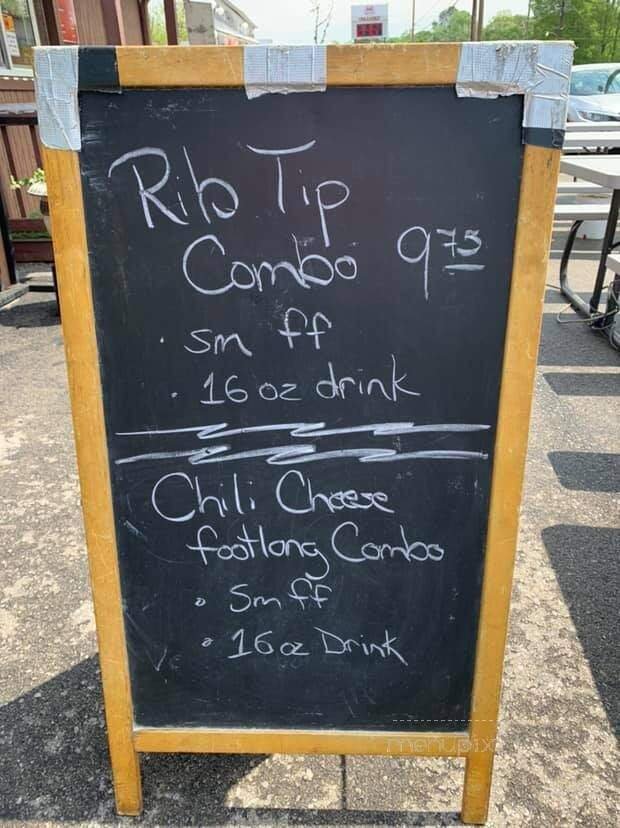 Rib Tip
Combo 9 75
· sm ff
· 16 oz drink
Chili Cheese
footlong Combo
• Sm ff
• 16 oz Drink
menupix